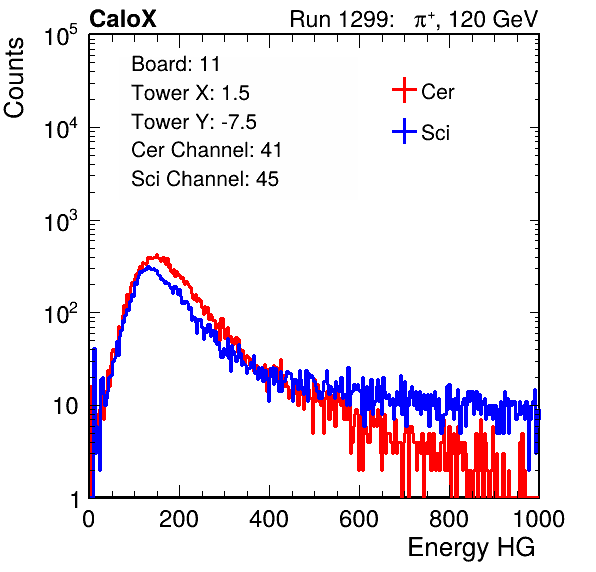 CaloX Run 1299: π⁺, 120 GeV
Counts
10⁵
10⁴
10³
10²
10
1
Board: 11
Tower X: 1.5
Tower Y: -7.5
Cer Channel: 41
Sci Channel: 45
Cer
Sci
0 200 400 600 800 1000
Energy HG